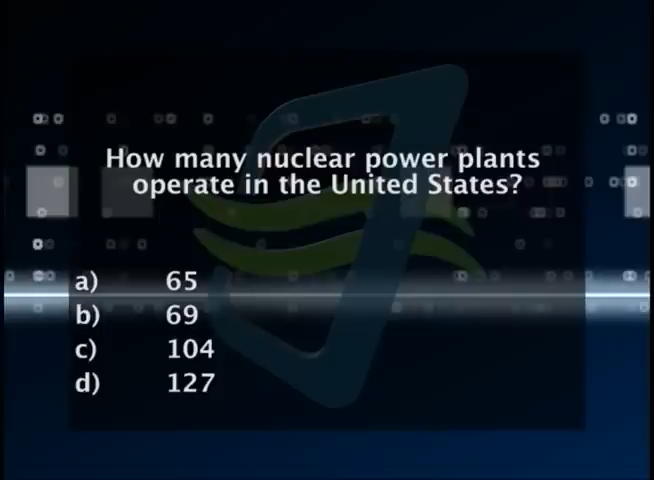 How many nuclear power plants
operate in the United States?
a) 65
b) 69
c) 104
d) 127